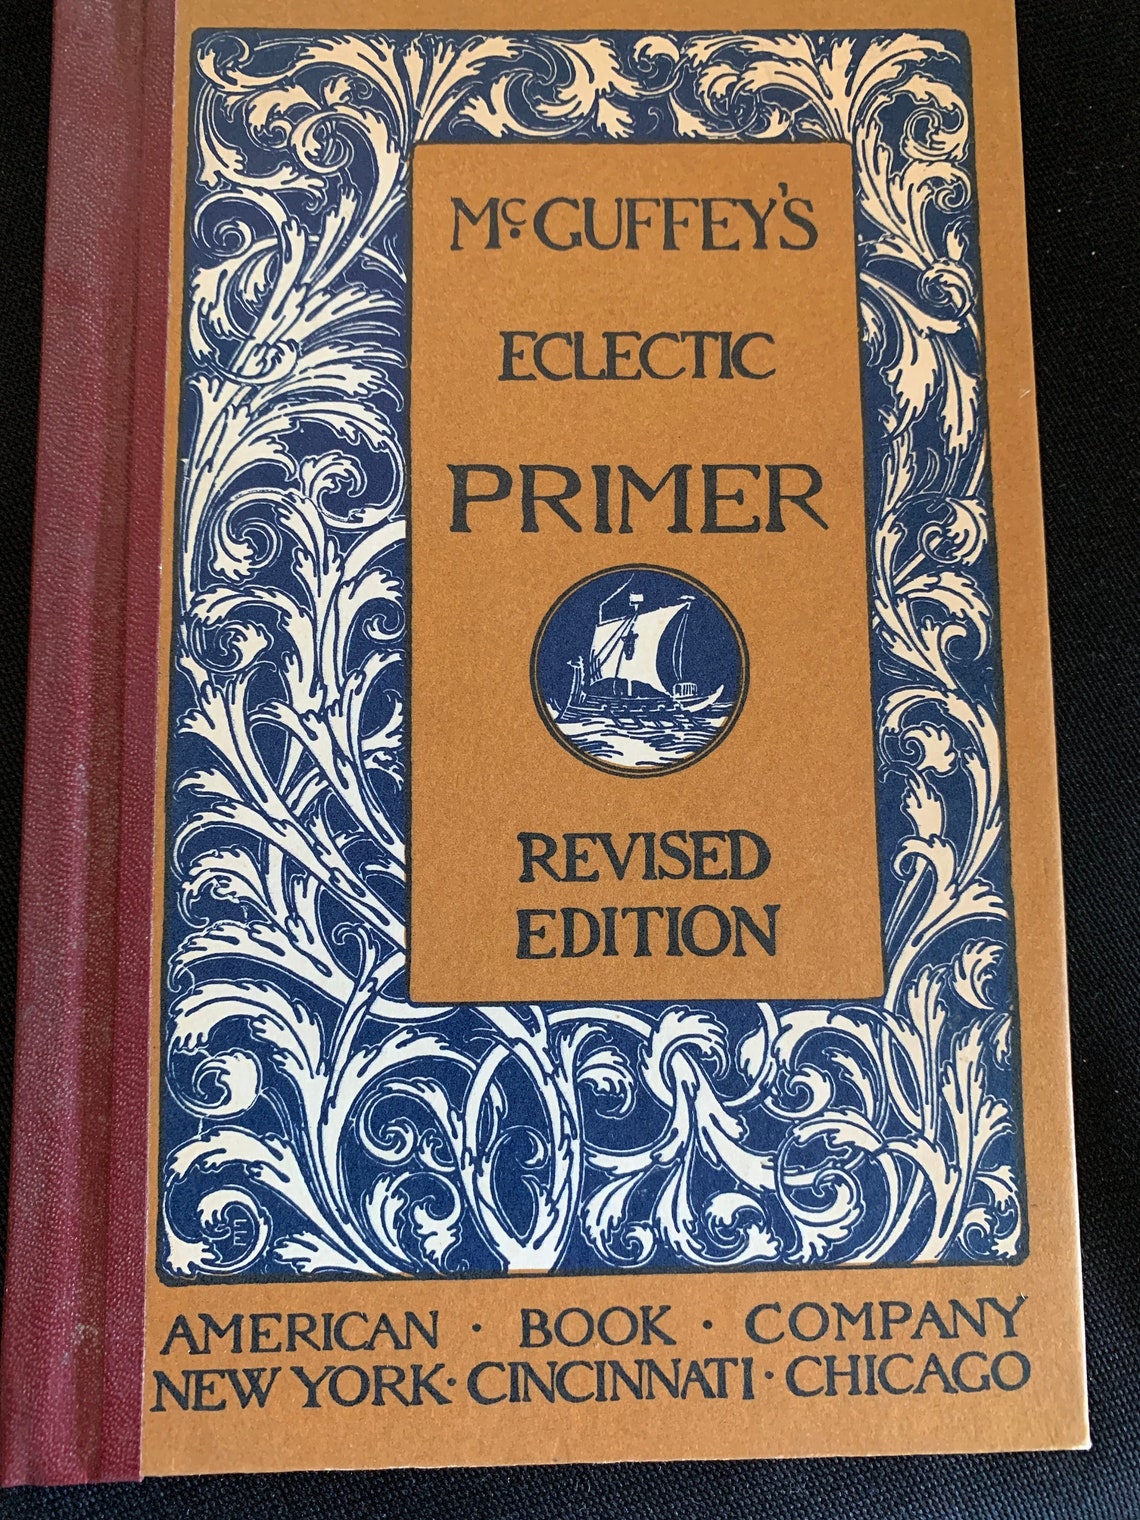 McGUFFEY'S
ECLECTIC
PRIMER
REVISED
EDITION
AMERICAN · BOOK · COMPANY
NEW YORK · CINCINNATI · CHICAGO